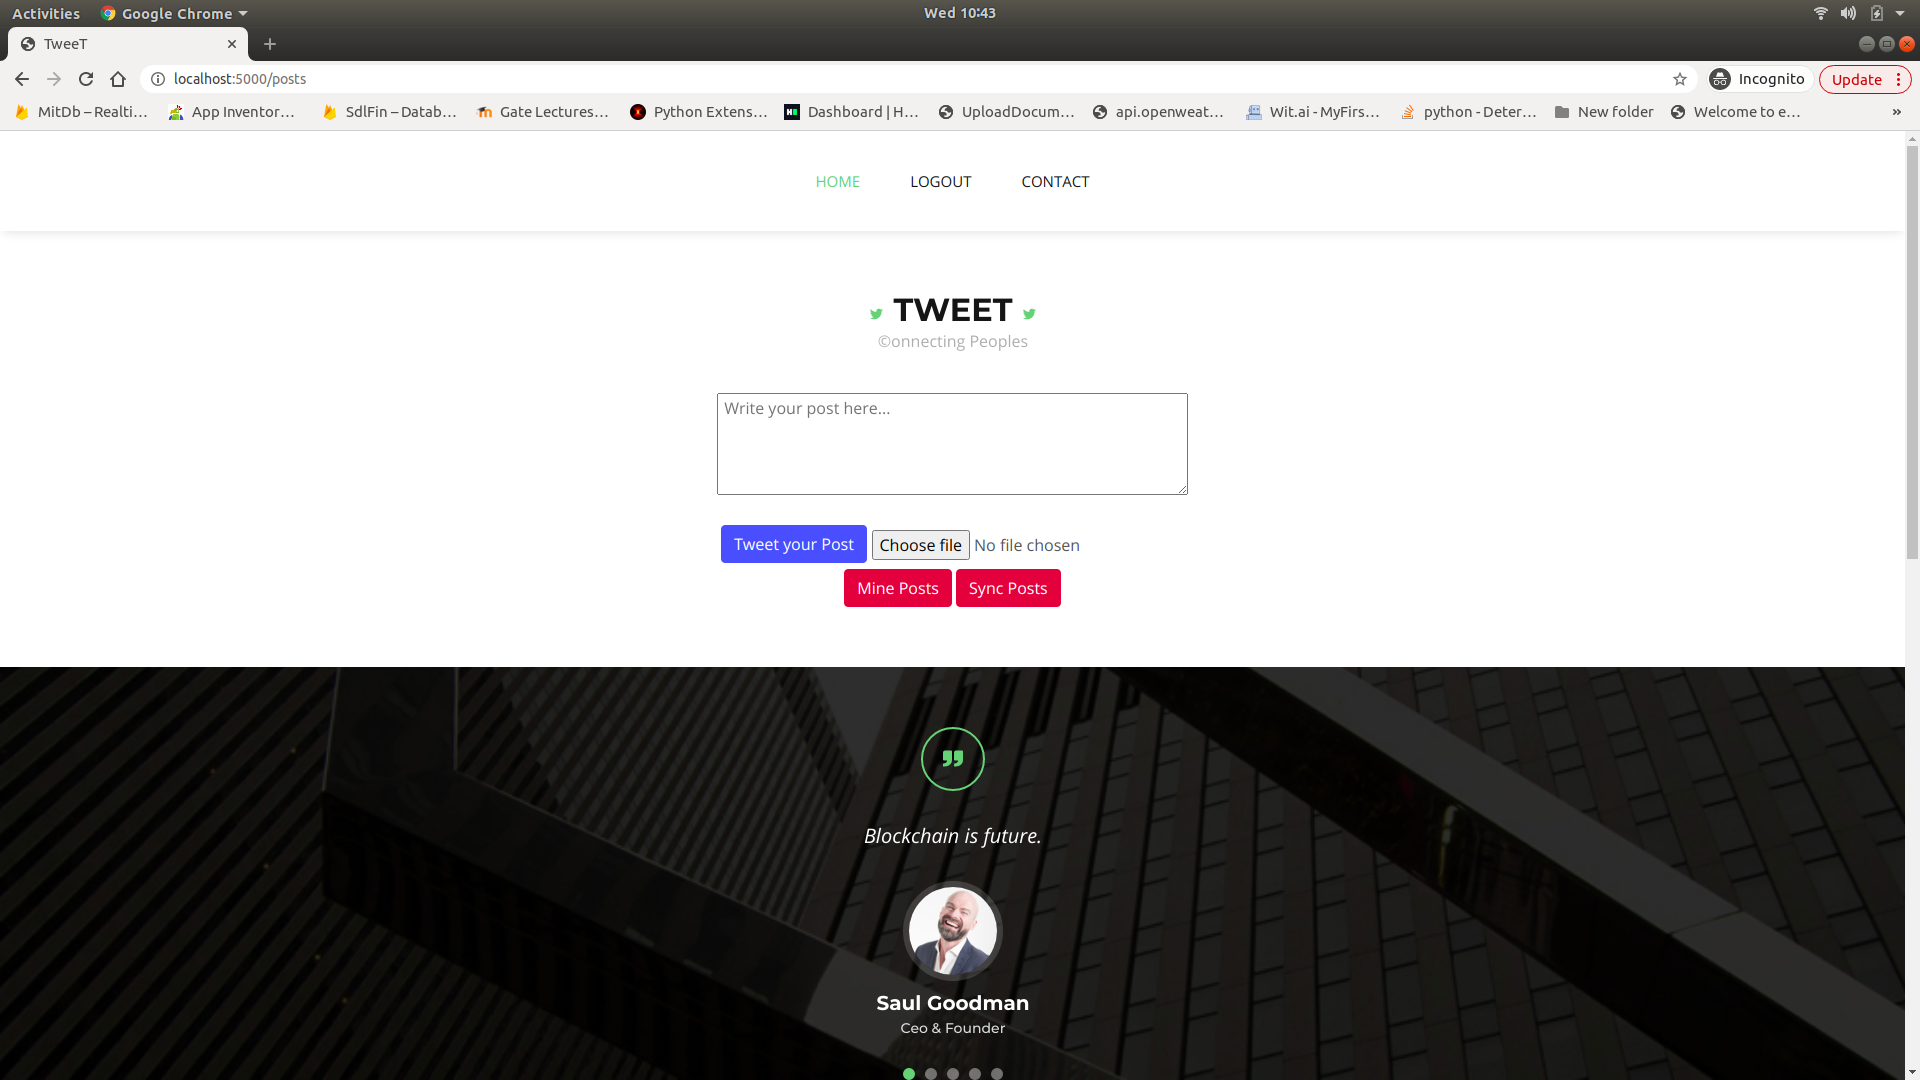 Activities Google Chrome Wed 10:43
TweeT
localhost:5000/posts Incognito Update
MitDb – Realti... App Inventor... SdlFin – Datab... Gate Lectures... Python Extens... Dashboard | H... UploadDocum... api.openweat... Wit.ai - MyFirs... python - Deter... New folder Welcome to e... »
HOME LOGOUT CONTACT
TWEET
©onnecting Peoples
Write your post here...
Tweet your Post Choose file No file chosen
Mine Posts Sync Posts
Blockchain is future.
Saul Goodman
Ceo & Founder